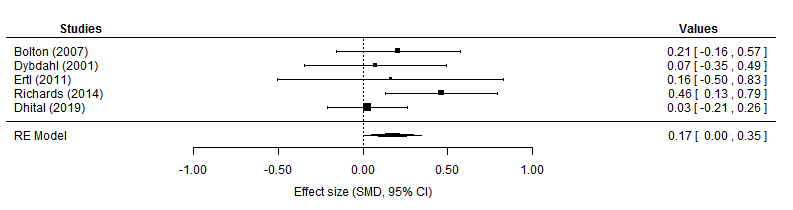 Studies Values
Bolton (2007) 0.21 [ -0.16 , 0.57 ]
Dybdahl (2001) 0.07 [ -0.35 , 0.49 ]
Ertl (2011) 0.16 [ -0.50 , 0.83 ]
Richards (2014) 0.46 [ 0.13 , 0.79 ]
Dhital (2019) 0.03 [ -0.21 , 0.26 ]
RE Model 0.17 [ 0.00 , 0.35 ]
-1.00 -0.50 0.00 0.50 1.00
Effect size (SMD, 95% CI)